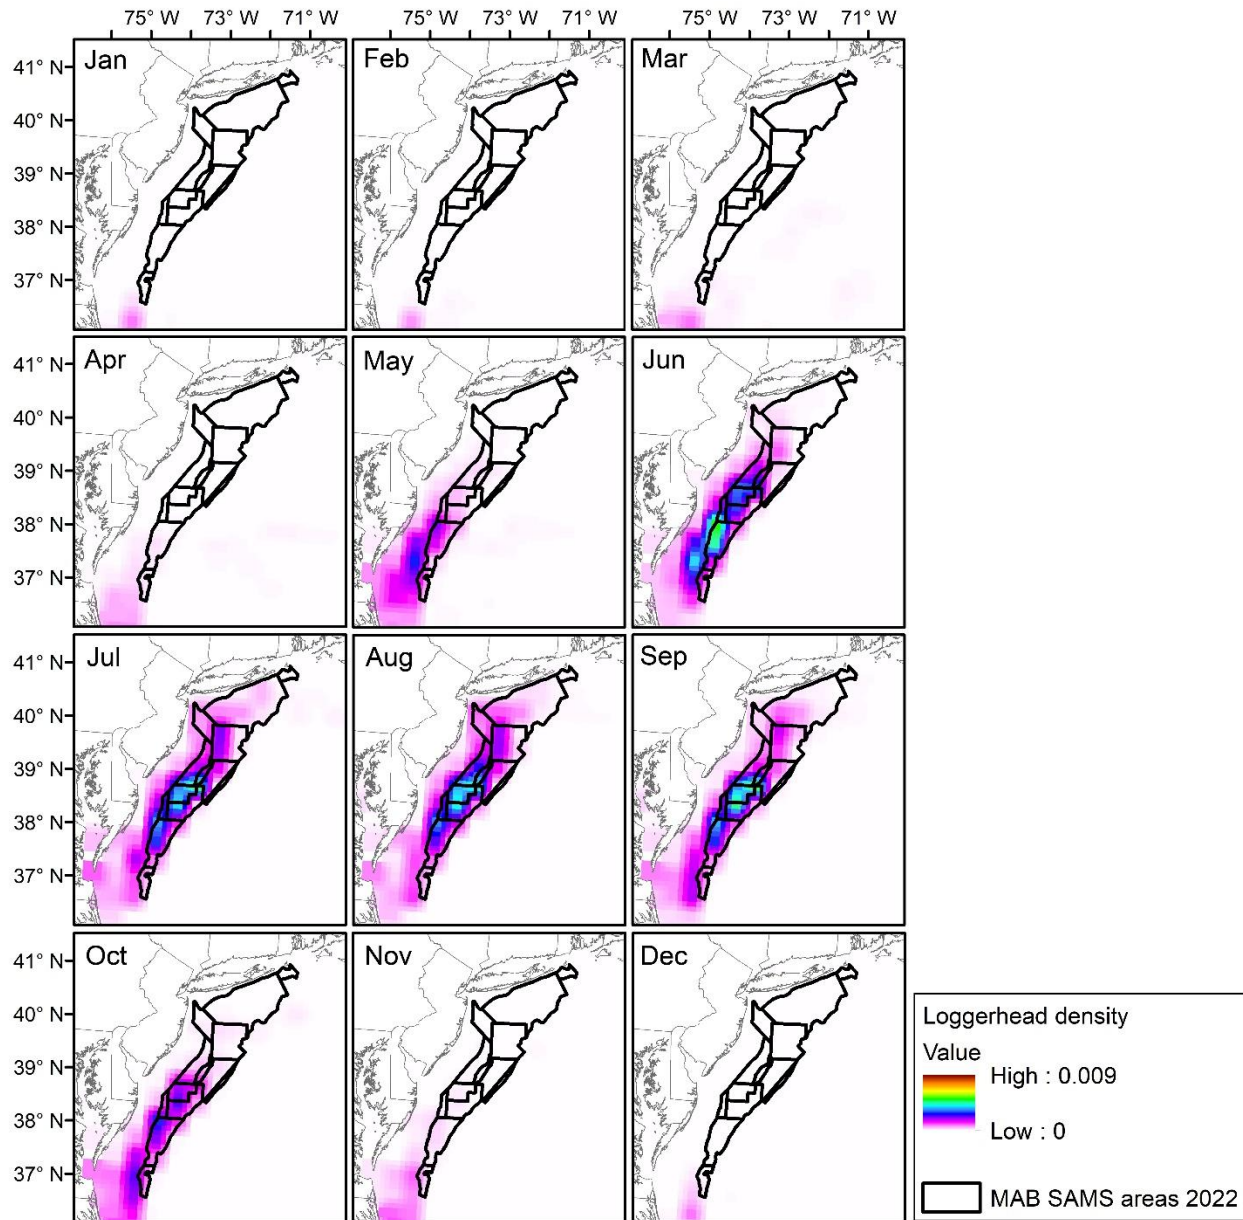 75° W 73° W 71° W 75° W 73° W 71° W 75° W 73° W 71° W
Jan Feb Mar
41° N
40° N
39° N
38° N
37° N
Apr May Jun
41° N
40° N
39° N
38° N
37° N
Jul Aug Sep
41° N
40° N
39° N
38° N
37° N
Oct Nov Dec
41° N
40° N
39° N
38° N
37° N
Loggerhead density
Value
High : 0.009
Low : 0
MAB SAMS areas 2022